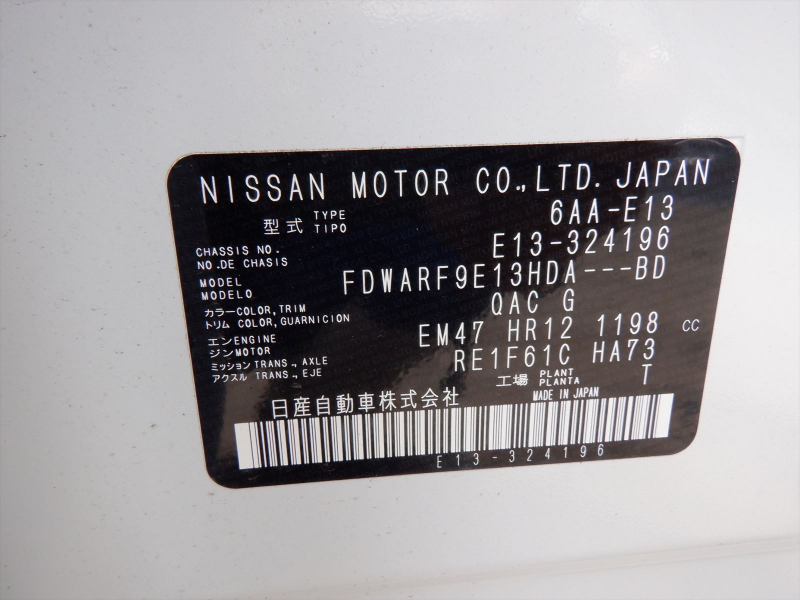 NISSAN MOTOR CO.,LTD. JAPAN
型式 TYPE TIPO 6AA-E13
CHASSIS NO. NO.DE CHASIS E13-324196
MODEL MODELO FDWARF9E13HDA---BD
カラー COLOR,TRIM トリム COLOR,GUARNICION QAC G
エン ENGINE ジン MOTOR EM47 HR12 1198 CC
ミッション TRANS., AXLE アクスル TRANS., EJE RE1F61C HA73
工場 PLANT PLANTA T
日産自動車株式会社 MADE IN JAPAN
E13-324196